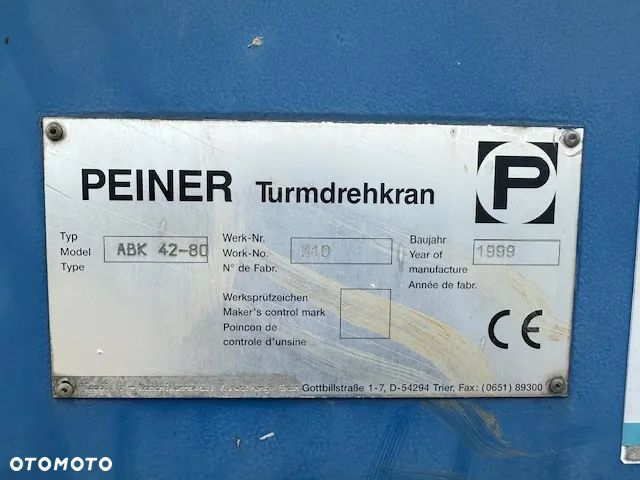 PEINER Turmdrehkran
P
Typ
Model
Type
ABK 42-80
Werk-Nr.
Work-No.
N° de Fabr.
Baujahr
Year of
manufacture
Année de fabr.
1999
Werksprüfzeichen
Maker's control mark
Poincon de
controle d'unsine
CE
Gottbillstraße 1-7, D-54294 Trier, Fax: (0651) 89300
OTOMOTO